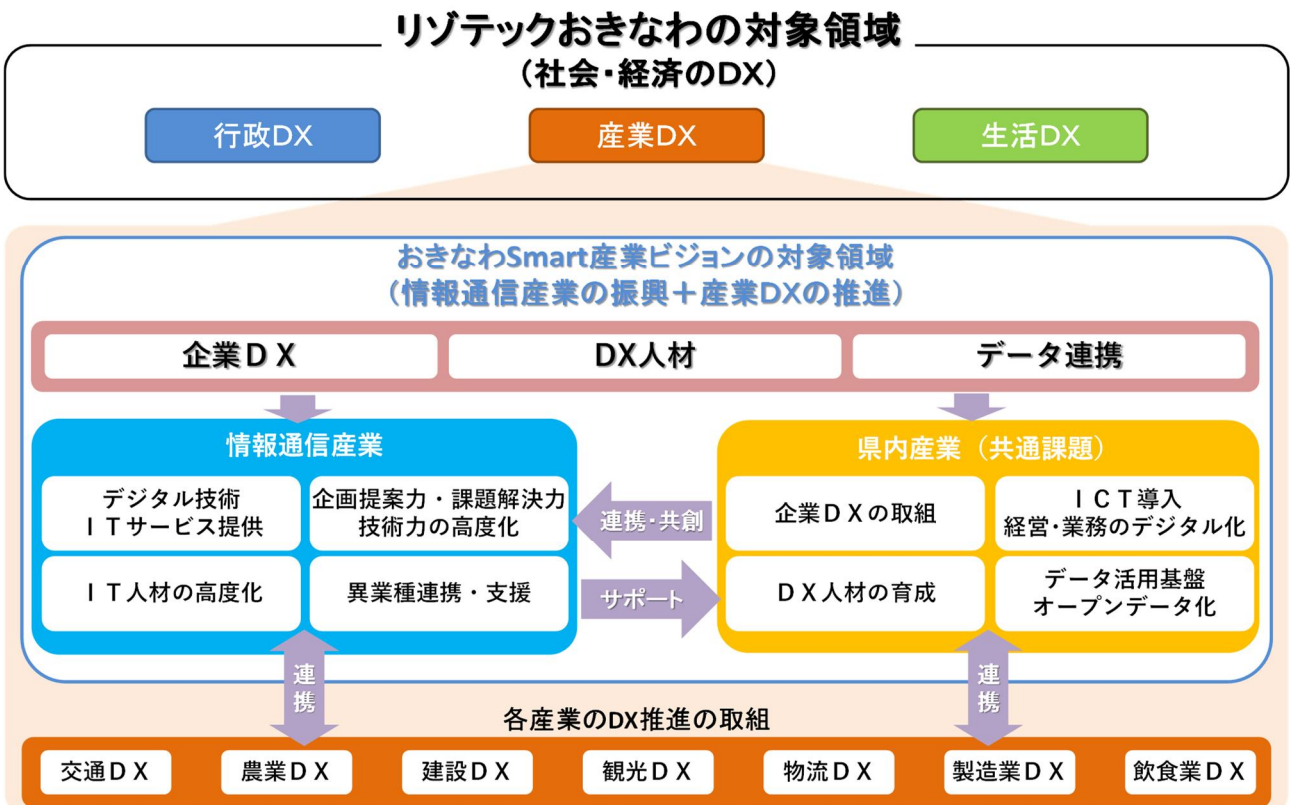 リゾテックおきなわの対象領域
（社会・経済のDX）
行政DX
産業DX
生活DX
おきなわSmart産業ビジョンの対象領域
（情報通信産業の振興＋産業DXの推進）
企業ＤＸ
DX人材
データ連携
情報通信産業
デジタル技術
ＩＴサービス提供
企画提案力・課題解決力
技術力の高度化
ＩＴ人材の高度化
異業種連携・支援
連携・共創
サポート
県内産業（共通課題）
企業ＤＸの取組
ＩＣＴ導入
経営・業務のデジタル化
ＤＸ人材の育成
データ活用基盤
オープンデータ化
連携
連携
各産業のDX推進の取組
交通ＤＸ
農業ＤＸ
建設ＤＸ
観光ＤＸ
物流ＤＸ
製造業ＤＸ
飲食業ＤＸ